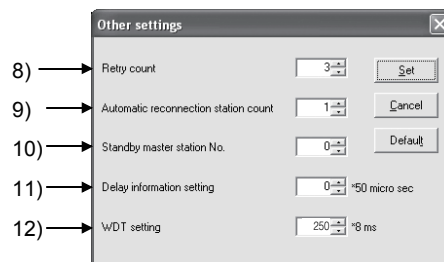 Other settings
8) Retry count 3 Set
9) Automatic reconnection station count 1 Cancel
10) Standby master station No. 0 Default
11) Delay information setting 0 *50 micro sec
12) WDT setting 250 *8 ms